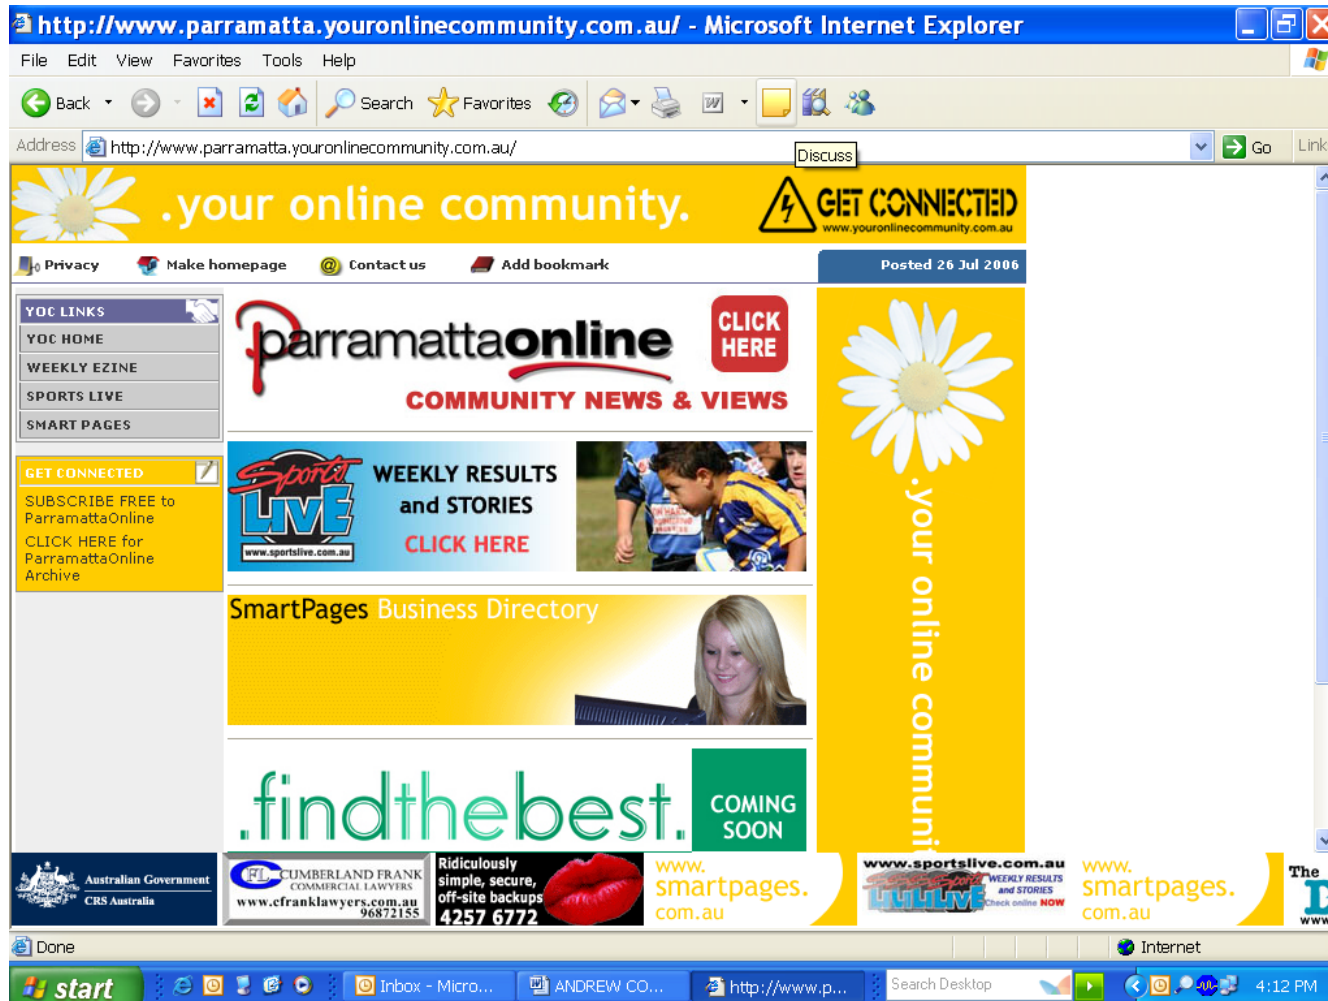 http://www.parramatta.youronlinecommunity.com.au/ - Microsoft Internet Explorer
File Edit View Favorites Tools Help
Back Search Favorites
Address http://www.parramatta.youronlinecommunity.com.au/ Go Link
Discuss
.your online community.
GET CONNECTED
www.youronlinecommunity.com.au
Privacy Make homepage Contact us Add bookmark Posted 26 Jul 2006
YOC LINKS
YOC HOME
WEEKLY EZINE
SPORTS LIVE
SMART PAGES
GET CONNECTED
SUBSCRIBE FREE to
ParramattaOnline
CLICK HERE for
ParramattaOnline
Archive
parramattaonline
CLICK
HERE
COMMUNITY NEWS & VIEWS
Sports
LIVE
www.sportslive.com.au
WEEKLY RESULTS
and STORIES
CLICK HERE
SmartPages Business Directory
.findthebest.
COMING
SOON
.your online communit
Australian Government
CRS Australia
CFL CUMBERLAND FRANK
COMMERCIAL LAWYERS
www.cfranklawyers.com.au
96872155
Ridiculously
simple, secure,
off-site backups
4257 6772
www.
smartpages.
com.au
www.sportslive.com.au
WEEKLY RESULTS
and STORIES
Check online NOW
www.
smartpages.
com.au
The
D
www
Done Internet
start Inbox - Micro... ANDREW CO... http://www.p... Search Desktop 4:12 PM